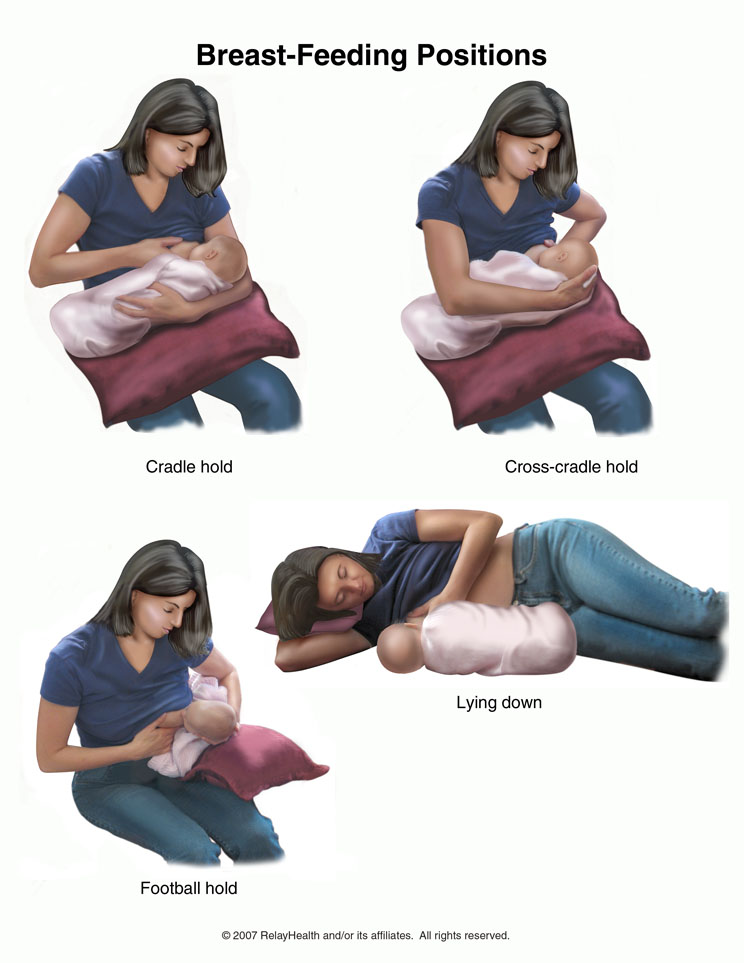 Breast-Feeding Positions
Cradle hold
Cross-cradle hold
Lying down
Football hold
© 2007 RelayHealth and/or its affiliates.  All rights reserved.